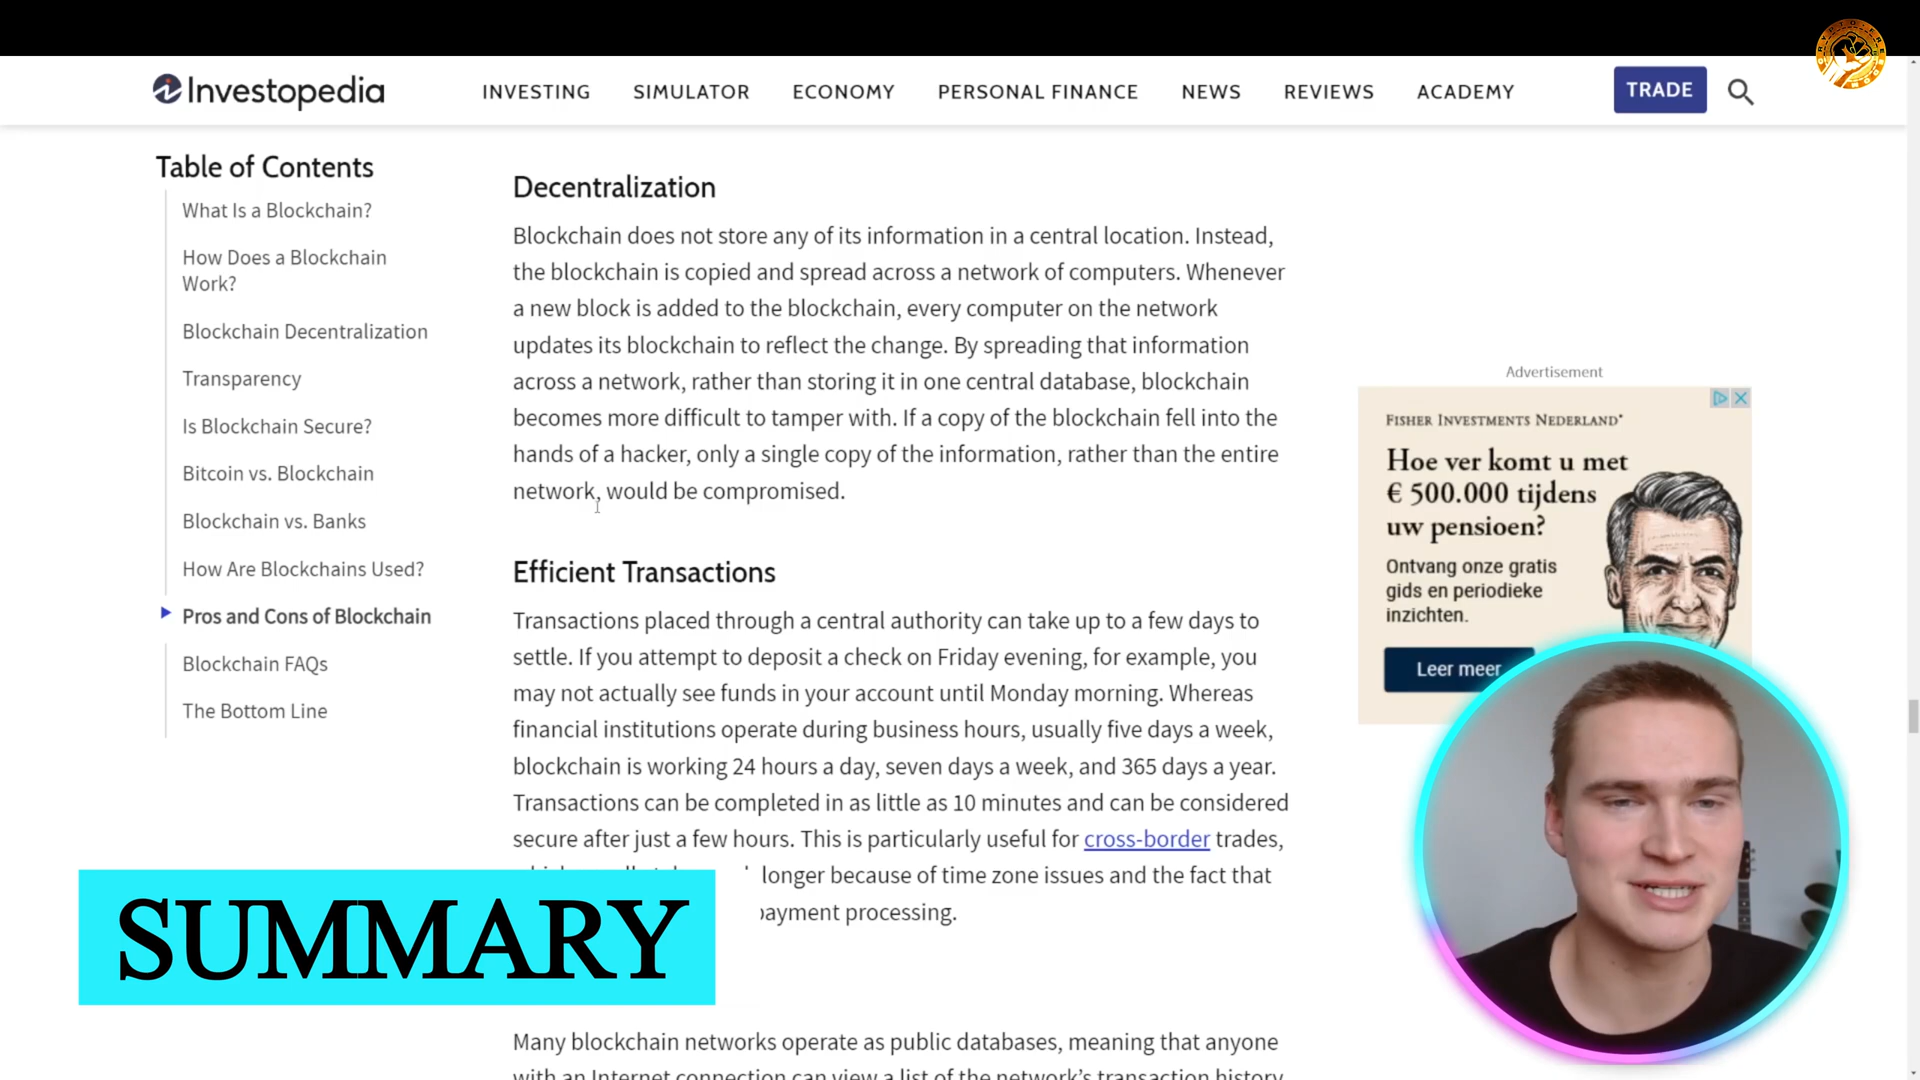 Investopedia
INVESTING SIMULATOR ECONOMY PERSONAL FINANCE NEWS REVIEWS ACADEMY
TRADE
Table of Contents
What Is a Blockchain?
How Does a Blockchain
Work?
Blockchain Decentralization
Transparency
Is Blockchain Secure?
Bitcoin vs. Blockchain
Blockchain vs. Banks
How Are Blockchains Used?
Pros and Cons of Blockchain
Blockchain FAQs
The Bottom Line
Decentralization
Blockchain does not store any of its information in a central location. Instead,
the blockchain is copied and spread across a network of computers. Whenever
a new block is added to the blockchain, every computer on the network
updates its blockchain to reflect the change. By spreading that information
across a network, rather than storing it in one central database, blockchain
becomes more difficult to tamper with. If a copy of the blockchain fell into the
hands of a hacker, only a single copy of the information, rather than the entire
network, would be compromised.
Efficient Transactions
Transactions placed through a central authority can take up to a few days to
settle. If you attempt to deposit a check on Friday evening, for example, you
may not actually see funds in your account until Monday morning. Whereas
financial institutions operate during business hours, usually five days a week,
blockchain is working 24 hours a day, seven days a week, and 365 days a year.
Transactions can be completed in as little as 10 minutes and can be considered
secure after just a few hours. This is particularly useful for cross-border trades,
longer because of time zone issues and the fact that
payment processing.
Many blockchain networks operate as public databases, meaning that anyone
with an Internet connection can view a list of the network's transaction history
Advertisement
FISHER INVESTMENTS NEDERLAND
Hoe ver komt u met
€ 500.000 tijdens
uw pensioen?
Ontvang onze gratis
gids en periodieke
inzichten.
Leer meer
SUMMARY